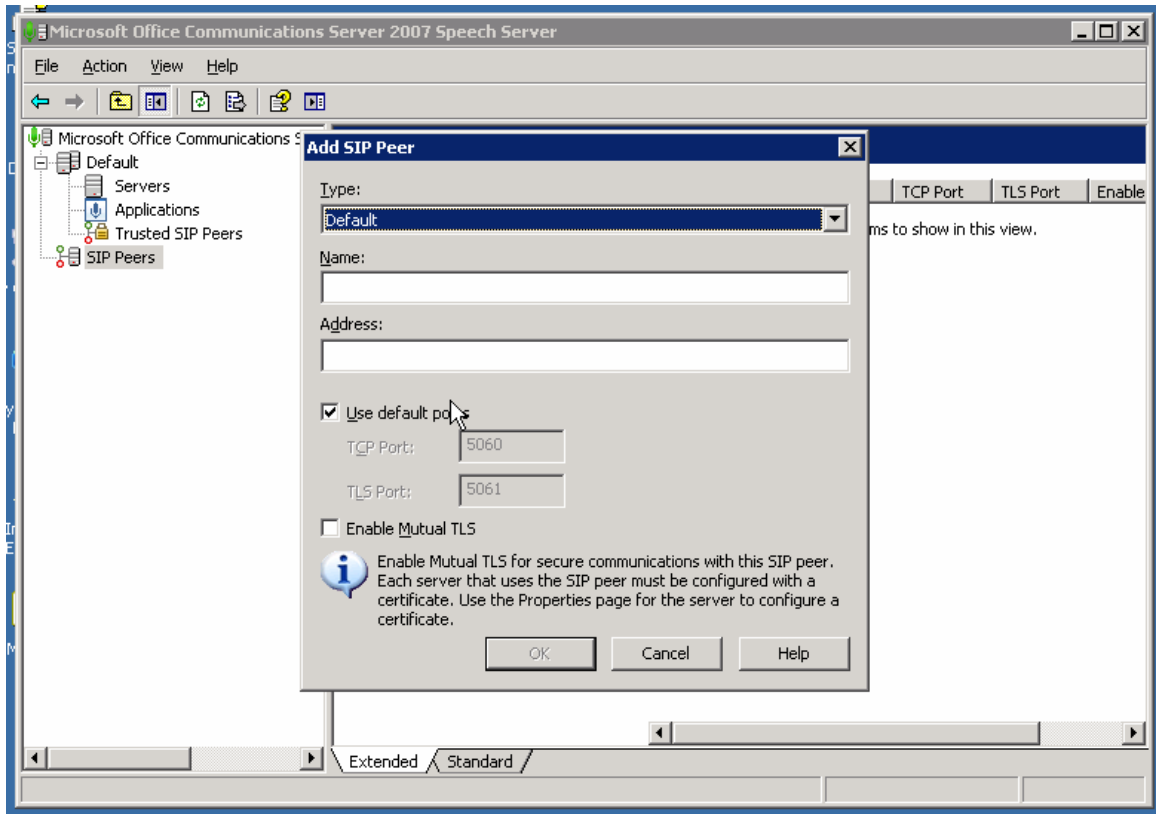 Microsoft Office Communications Server 2007 Speech Server
File Action View Help
Microsoft Office Communications S
Default
Servers
Applications
Trusted SIP Peers
SIP Peers
Add SIP Peer
Type:
Default
Name:
Address:
Use default ports
TCP Port: 5060
TLS Port: 5061
Enable Mutual TLS
Enable Mutual TLS for secure communications with this SIP peer.
Each server that uses the SIP peer must be configured with a
certificate. Use the Properties page for the server to configure a
certificate.
OK Cancel Help
TCP Port TLS Port Enable
ms to show in this view.
Extended Standard